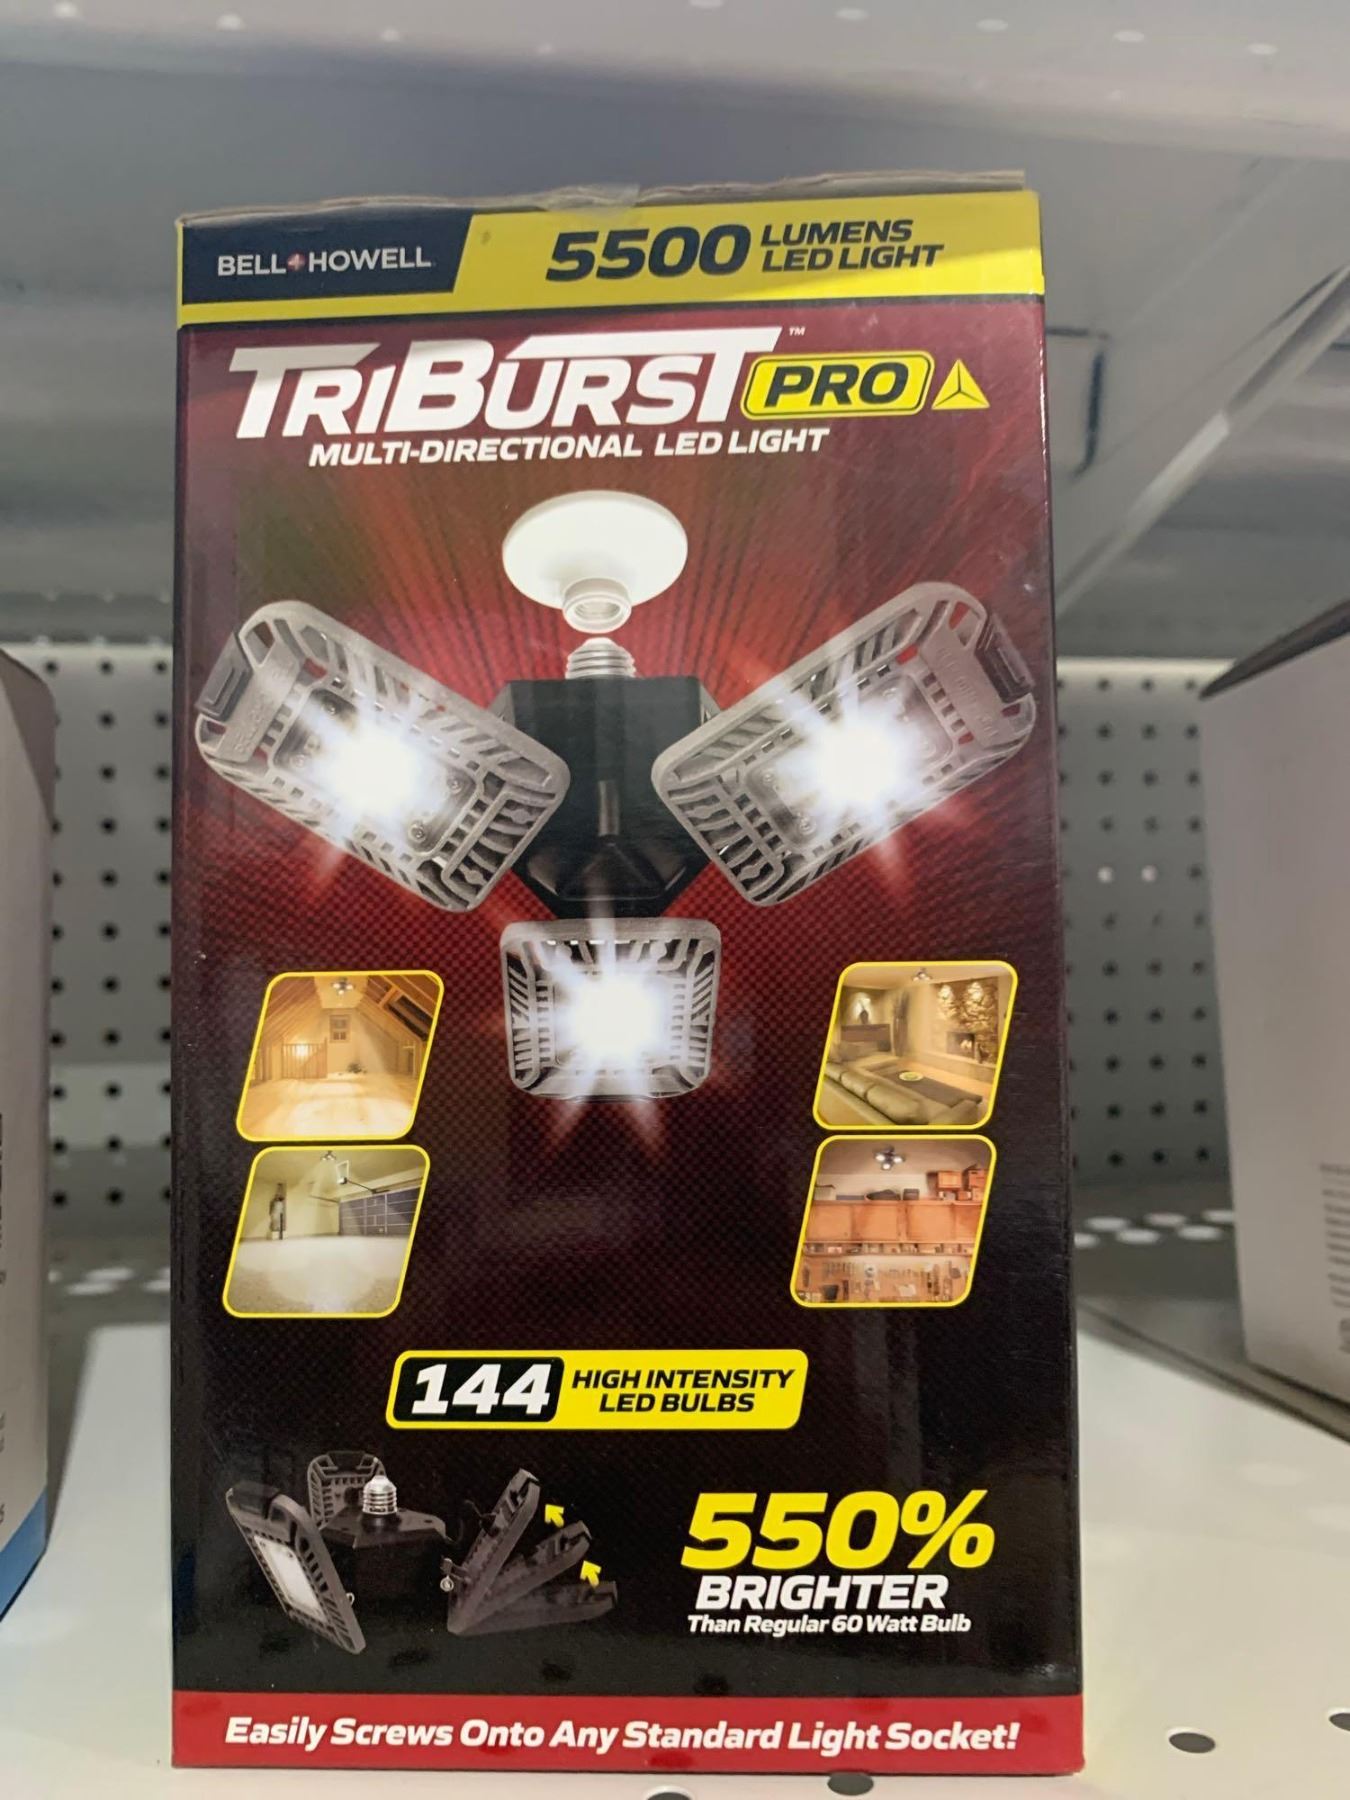 BELL+HOWELL
5500 LUMENS
LED LIGHT
TRIBURST™ PRO
MULTI-DIRECTIONAL LED LIGHT
144 HIGH INTENSITY
LED BULBS
550%
BRIGHTER
Than Regular 60 Watt Bulb
Easily Screws Onto Any Standard Light Socket!